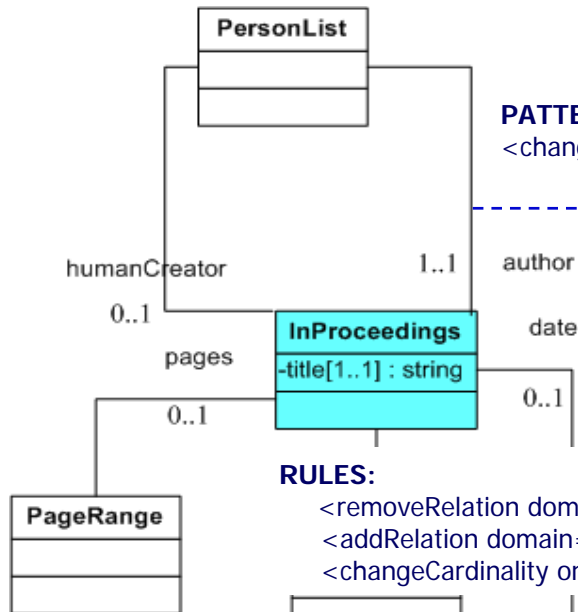 PersonList
PATTE
<chang
humanCreator
1..1
author
0..1
InProceedings
date
pages
-title[1..1] : string
0..1
0..1
RULES:
<removeRelation dom
PageRange
<addRelation domain=
<changeCardinality or